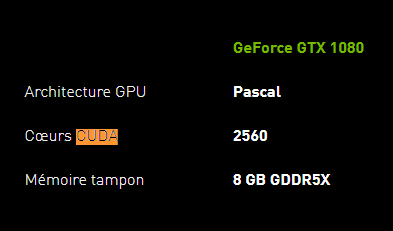 GeForce GTX 1080
Architecture GPU Pascal
Cœurs CUDA 2560
Mémoire tampon 8 GB GDDR5X